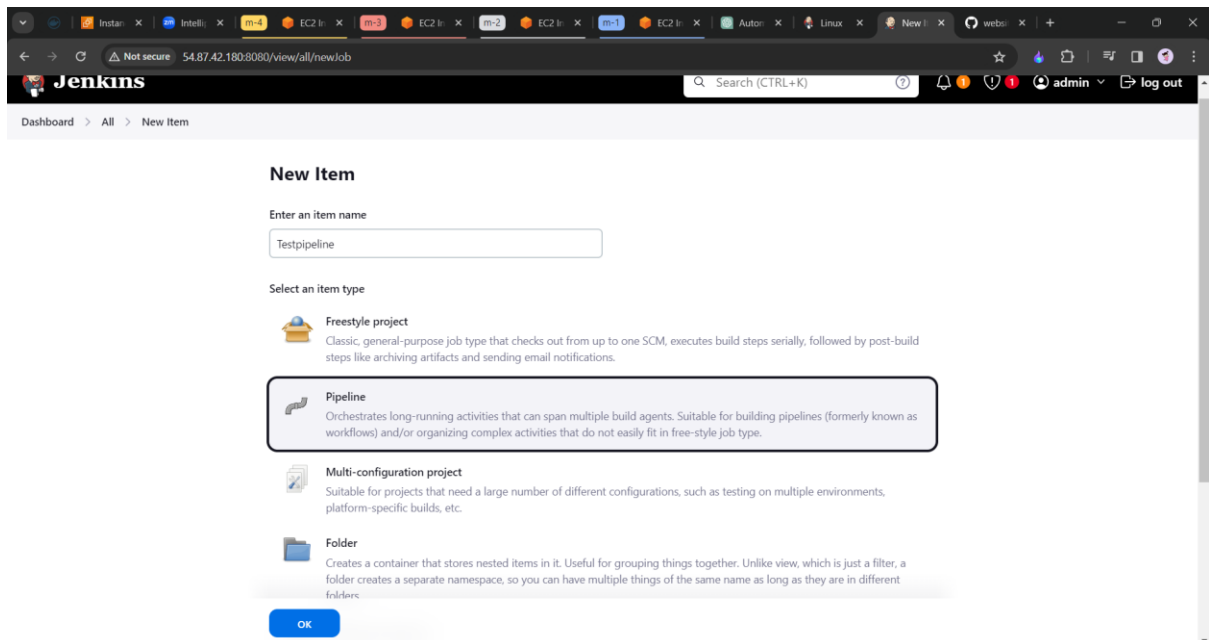 Instan
Intellig
m-4
EC2 In
m-3
EC2 In
m-2
EC2 In
m-1
EC2 In
Autom
Linux
New It
websi
Not secure
54.87.42.180:8080/view/all/newJob
Jenkins
Search (CTRL+K)
?
1
1
admin
log out
Dashboard > All > New Item
New Item
Enter an item name
Testpipeline
Select an item type
Freestyle project
Classic, general-purpose job type that checks out from up to one SCM, executes build steps serially, followed by post-build
steps like archiving artifacts and sending email notifications.
Pipeline
Orchestrates long-running activities that can span multiple build agents. Suitable for building pipelines (formerly known as
workflows) and/or organizing complex activities that do not easily fit in free-style job type.
Multi-configuration project
Suitable for projects that need a large number of different configurations, such as testing on multiple environments,
platform-specific builds, etc.
Folder
Creates a container that stores nested items in it. Useful for grouping things together. Unlike view, which is just a filter, a
folder creates a separate namespace, so you can have multiple things of the same name as long as they are in different
folders.
OK